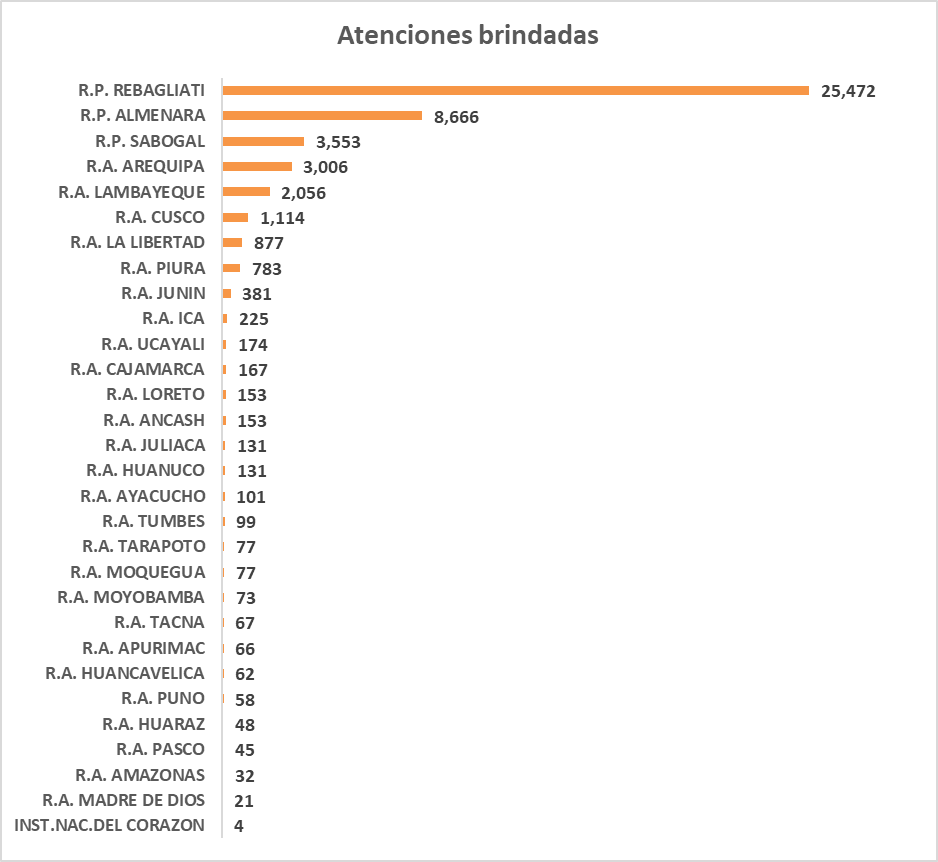 Atenciones brindadas
R.P. REBAGLIATI 25,472
R.P. ALMENARA 8,666
R.P. SABOGAL 3,553
R.A. AREQUIPA 3,006
R.A. LAMBAYEQUE 2,056
R.A. CUSCO 1,114
R.A. LA LIBERTAD 877
R.A. PIURA 783
R.A. JUNIN 381
R.A. ICA 225
R.A. UCAYALI 174
R.A. CAJAMARCA 167
R.A. LORETO 153
R.A. ANCASH 153
R.A. JULIACA 131
R.A. HUANUCO 131
R.A. AYACUCHO 101
R.A. TUMBES 99
R.A. TARAPOTO 77
R.A. MOQUEGUA 77
R.A. MOYOBAMBA 73
R.A. TACNA 67
R.A. APURIMAC 66
R.A. HUANCAVELICA 62
R.A. PUNO 58
R.A. HUARAZ 48
R.A. PASCO 45
R.A. AMAZONAS 32
R.A. MADRE DE DIOS 21
INST.NAC.DEL CORAZON 4